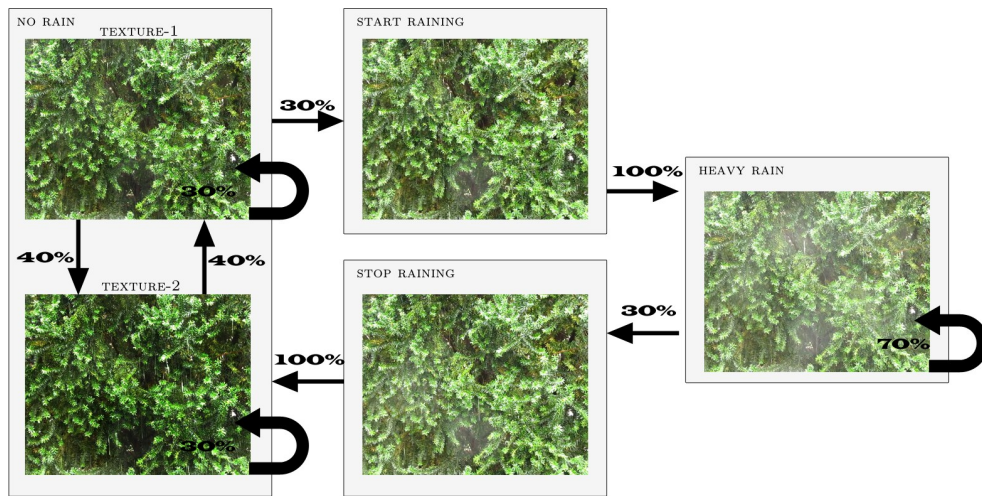 NO RAIN
TEXTURE-1
30%
40%
40%
TEXTURE-2
30%
30%
START RAINING
100%
HEAVY RAIN
70%
30%
STOP RAINING
100%